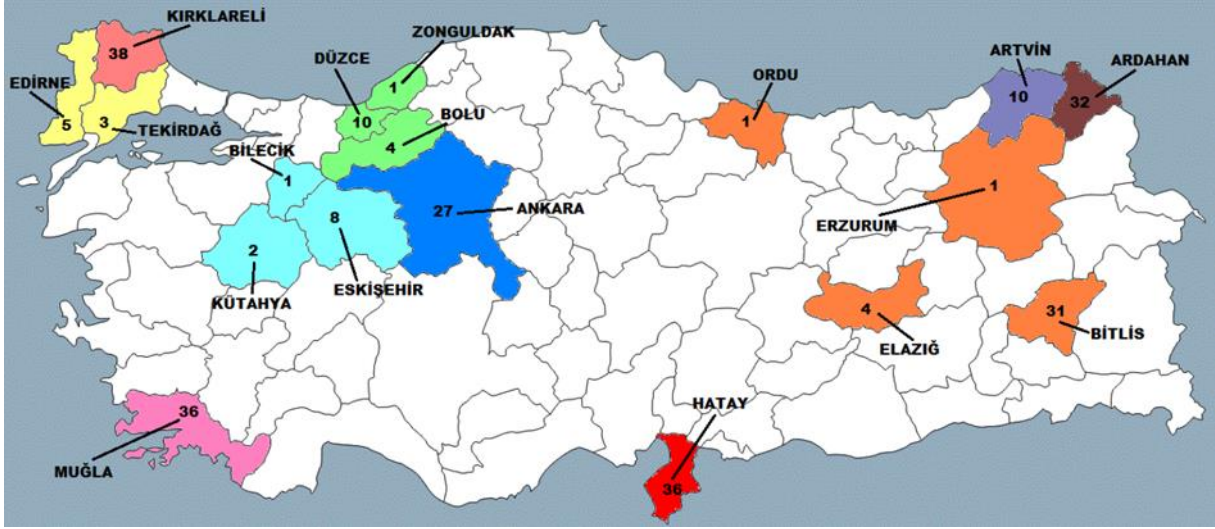 KIRKLARELİ
38
ZONGULDAK
DÜZCE
1
ARTVİN
ARDAHAN
ORDU
EDİRNE
5
3
TEKİRDAĞ
10
BOLU
4
1
10
32
BİLECİK
1
8
27
ANKARA
1
ERZURUM
2
KÜTAHYA
ESKİŞEHİR
4
ELAZIĞ
31
BİTLİS
36
MUĞLA
HATAY
36